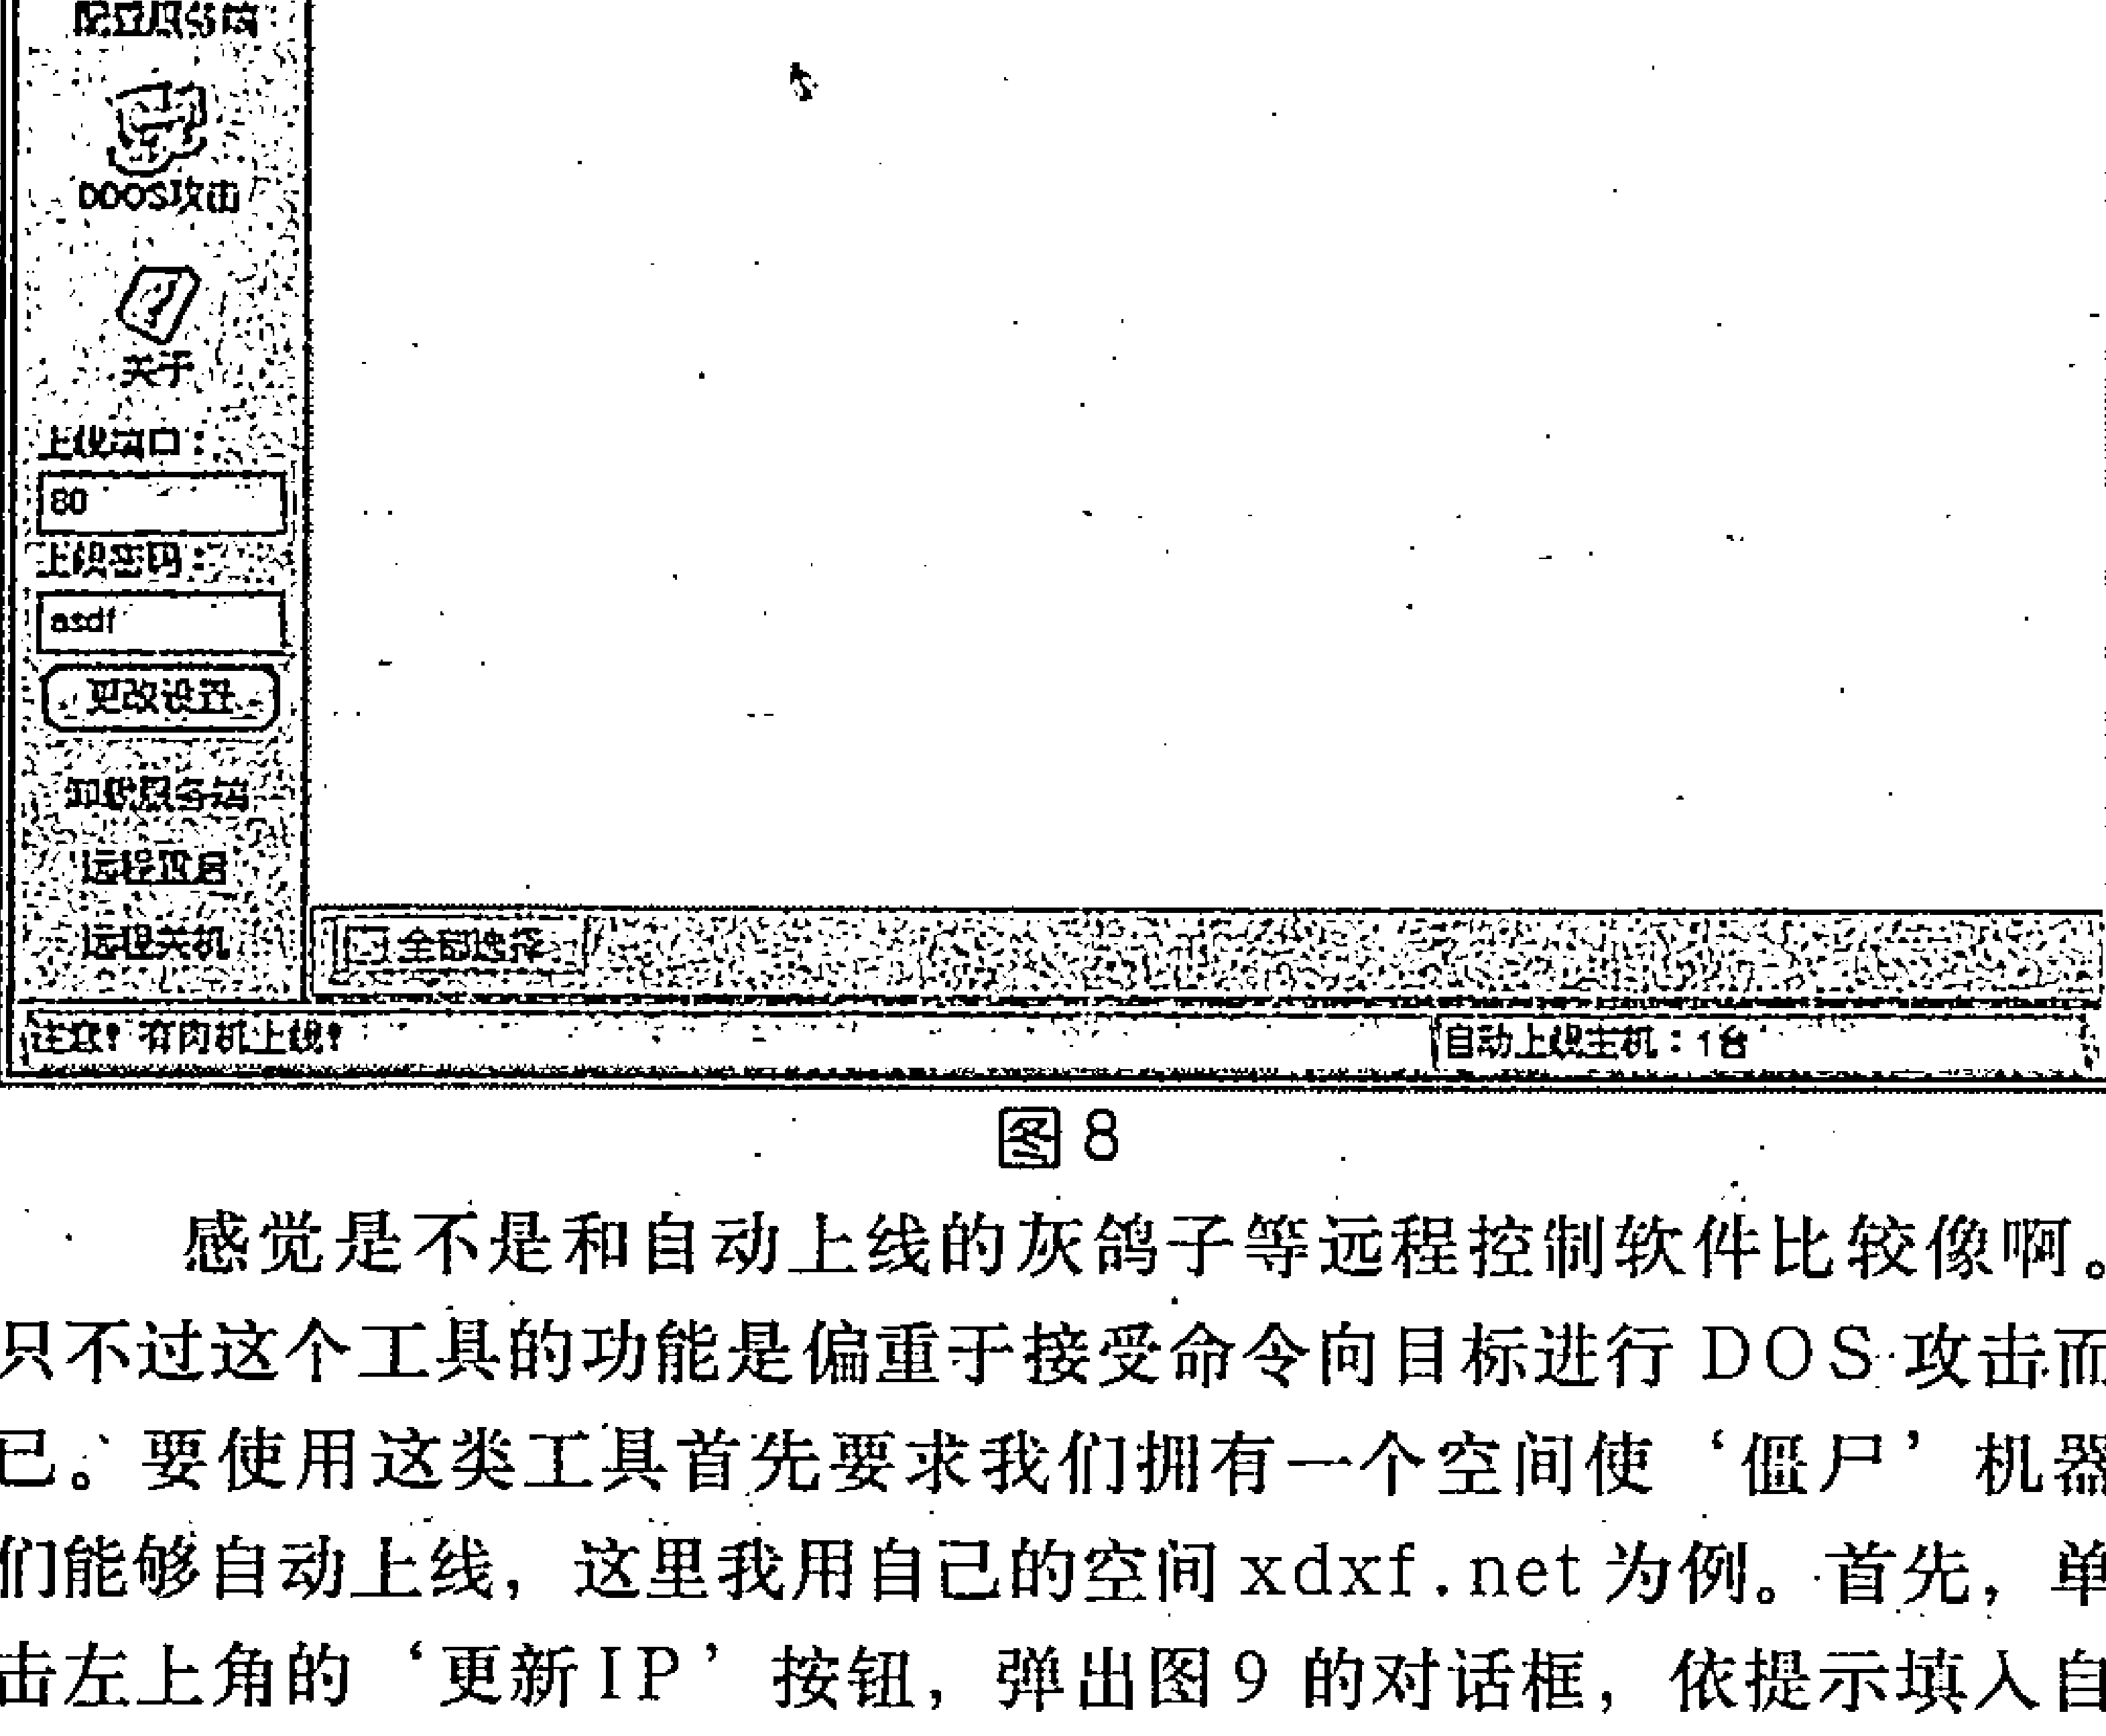 配置服务端
DDOS攻击
关于
上线端口：
80
上线密码：
asdf
更改设置
卸载服务端
远程重启
远程关机
全部选择
注意！有肉机上线！
自动上线主机：1台
图8
感觉是不是和自动上线的灰鸽子等远程控制软件比较像啊。
只不过这个工具的功能是偏重于接受命令向目标进行DOS攻击而
已。要使用这类工具首先要求我们拥有一个空间使‘僵尸’机器
们能够自动上线，这里我用自己的空间xdxf.net为例。首先，单
击左上角的‘更新IP’按钮，弹出图9的对话框，依提示填入自